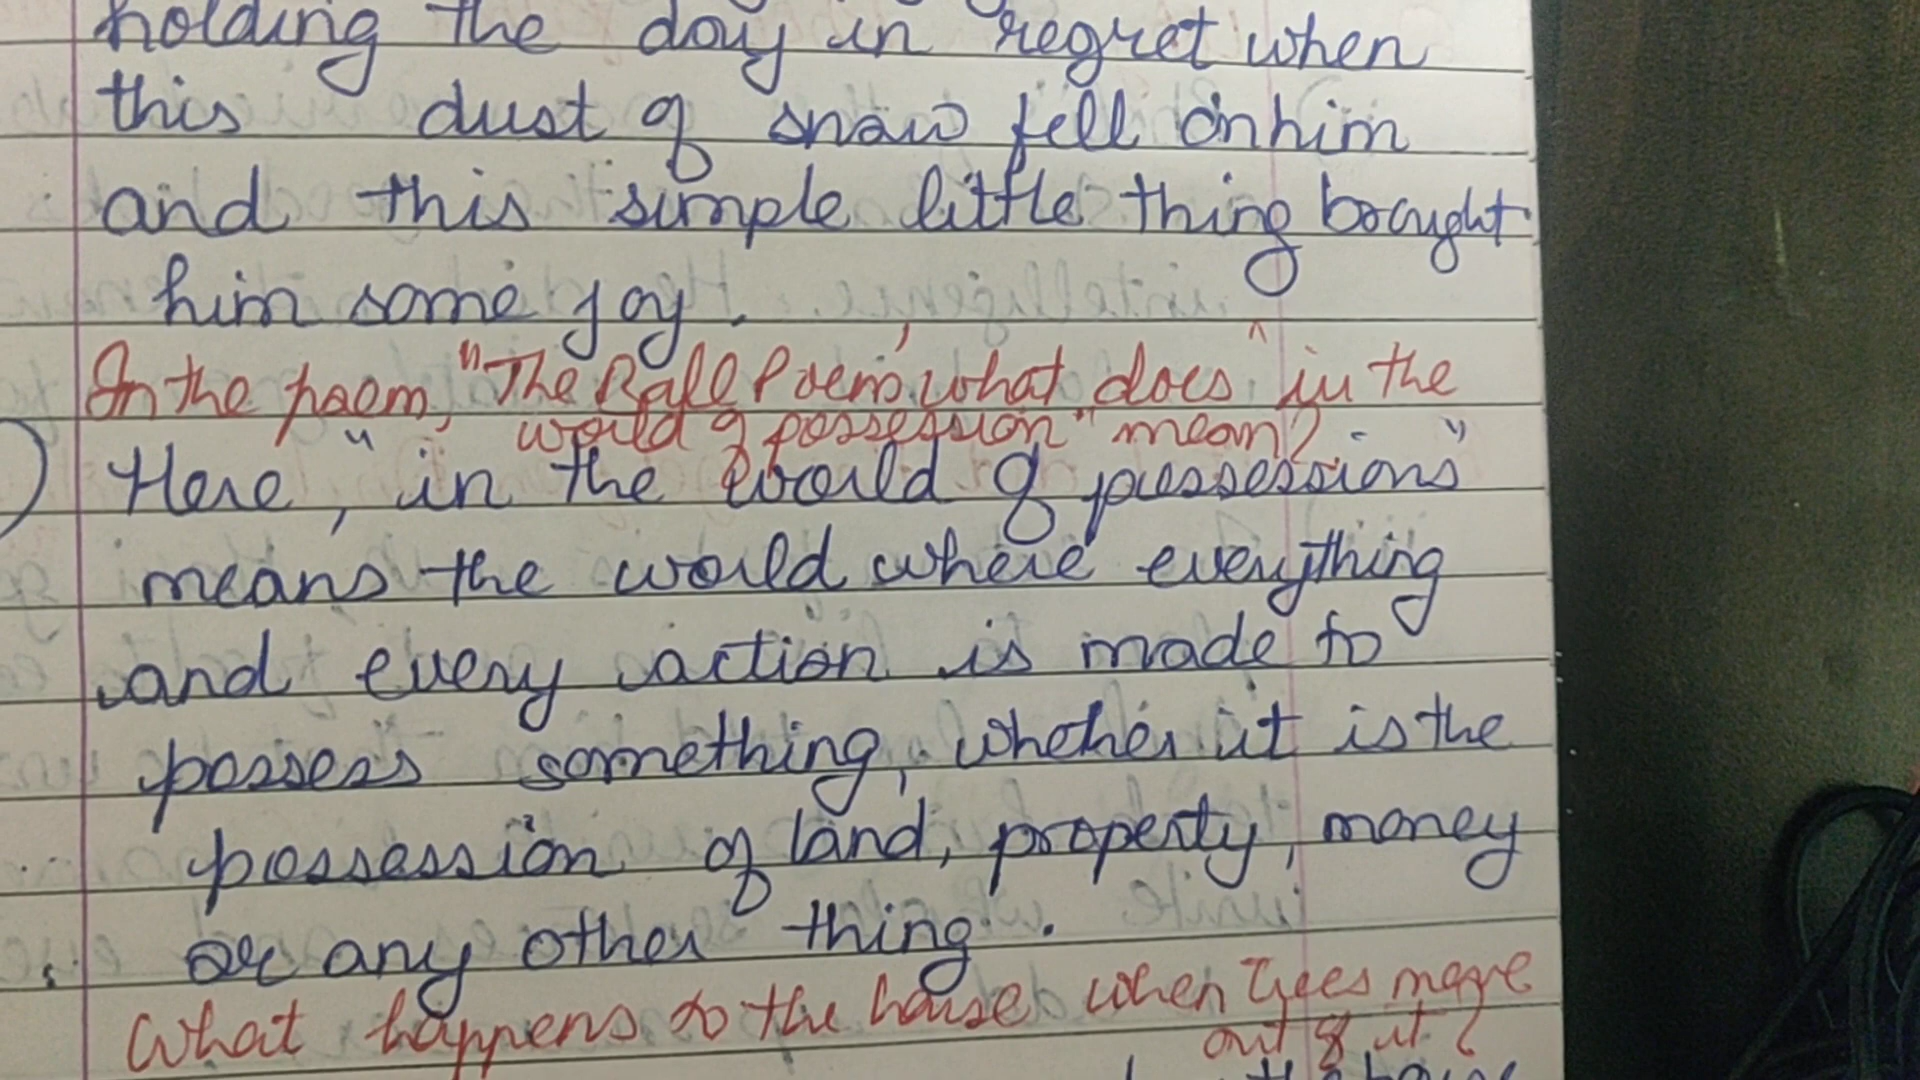 holding the day in regret when
this dust of snow fell on him
and this simple little thing bought
him some joy.
In the poem, "The Ball Poem, what does "in the
world of possession" mean?
Here, "in the world of possessions"
means the world where everything
and every action is made to
possess something, whether it is the
possession of land, property, money
or any other thing.
What happens to the house when Trees move
out of it?